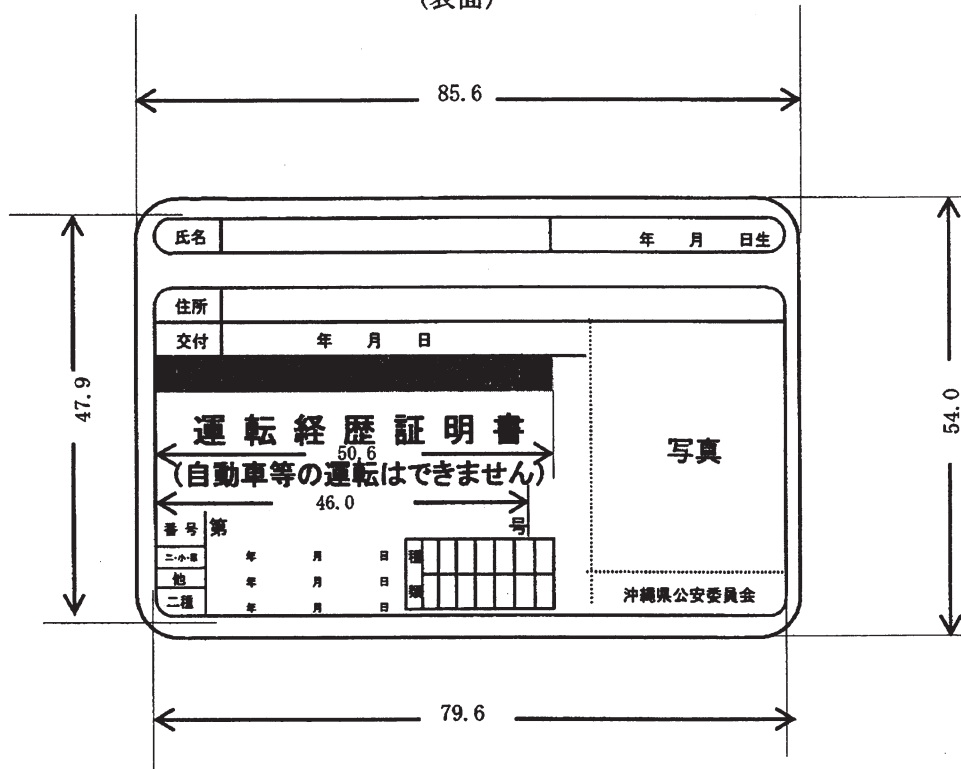 (表面)
85.6
氏名 年 月 日生
住所
交付 年 月 日
47.9
54.0
運転経歴証明書
50.6
(自動車等の運転はできません)
写真
46.0
番号 第 号
二・小・原 年 月 日 種類
他 年 月 日
二種 年 月 日
沖縄県公安委員会
79.6